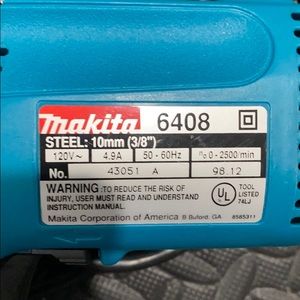 makita 6408
STEEL: 10mm (3/8")
120V~ 4.9A 50-60Hz n₀ 0-2500/min
No. 43051 A 98.12
WARNING: TO REDUCE THE RISK OF
INJURY, USER MUST READ AND UNDERSTAND
INSTRUCTION MANUAL.
UL
TOOL
LISTED
74LJ
Makita Corporation of America B Buford, GA. 8585311